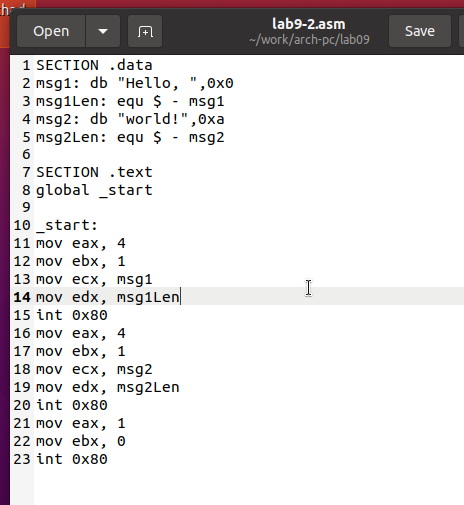 hed
Open
lab9-2.asm
~/work/arch-pc/lab09
Save
1 SECTION .data
2 msg1: db "Hello, ",0x0
3 msg1Len: equ $ - msg1
4 msg2: db "world!",0xa
5 msg2Len: equ $ - msg2
6
7 SECTION .text
8 global _start
9
10 _start:
11 mov eax, 4
12 mov ebx, 1
13 mov ecx, msg1
14 mov edx, msg1Len
15 int 0x80
16 mov eax, 4
17 mov ebx, 1
18 mov ecx, msg2
19 mov edx, msg2Len
20 int 0x80
21 mov eax, 1
22 mov ebx, 0
23 int 0x80